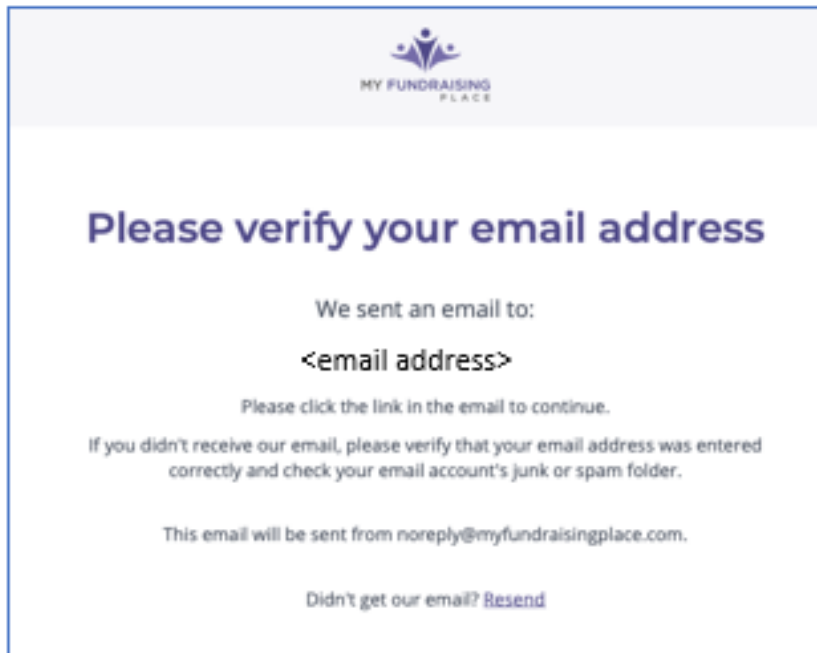 MY FUNDRAISING
PLACE
Please verify your email address
We sent an email to:
<email address>
Please click the link in the email to continue.
If you didn't receive our email, please verify that your email address was entered
correctly and check your email account's junk or spam folder.
This email will be sent from noreply@myfundraisingplace.com.
Didn't get our email? Resend